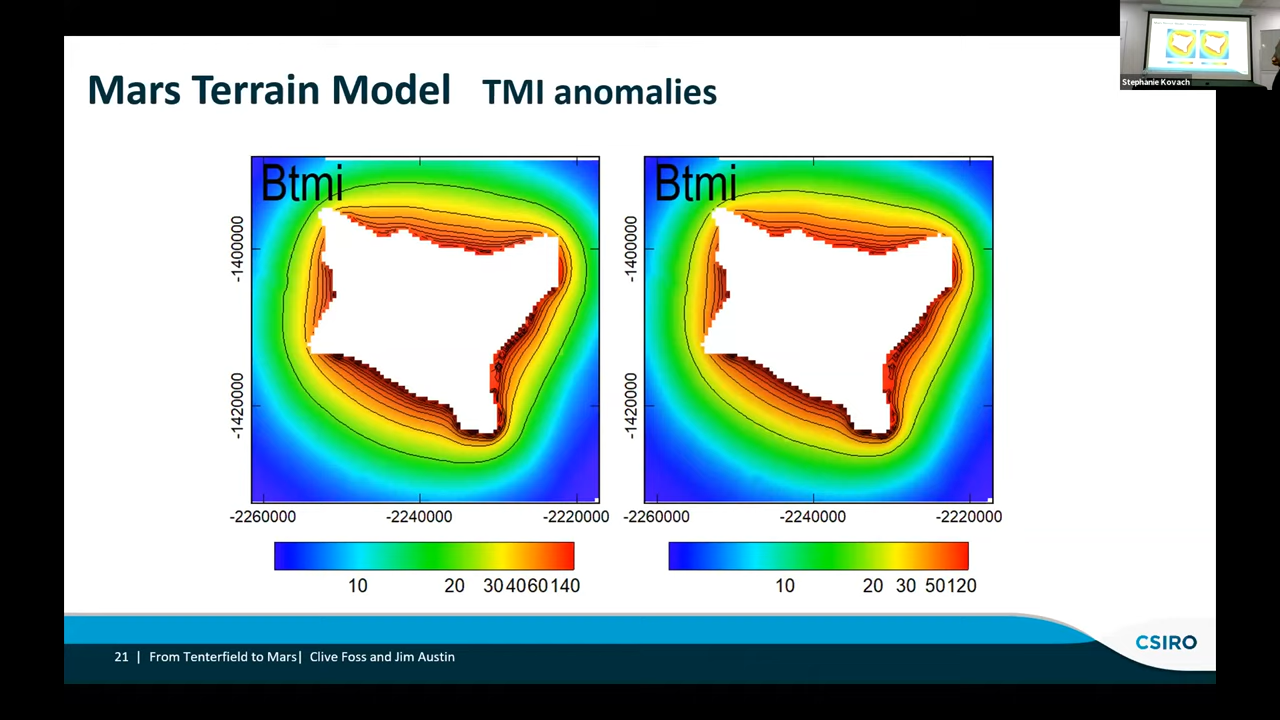 Stephanie Kovach
Mars Terrain Model TMI anomalies
Btmi
-1400000
-1420000
-2260000 -2240000 -2220000
10 20 30 40 60 140
Btmi
-1400000
-1420000
-2260000 -2240000 -2220000
10 20 30 50 120
21 | From Tenterfield to Mars| Clive Foss and Jim Austin
CSIRO